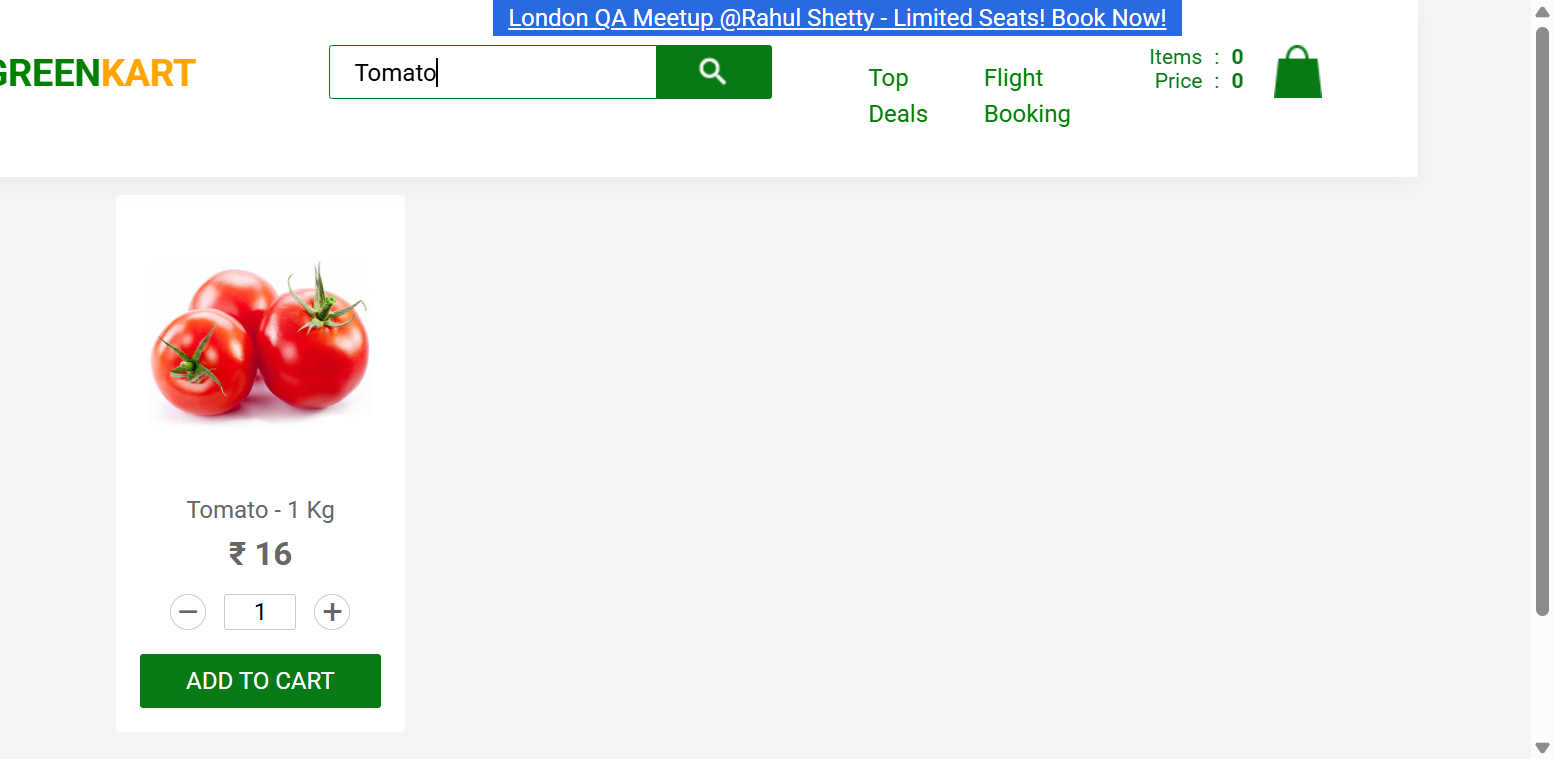 London QA Meetup @Rahul Shetty - Limited Seats! Book Now!
GREENKART
Tomato
Top Deals
Flight Booking
Items : 0
Price : 0
Tomato - 1 Kg
₹ 16
− 1 +
ADD TO CART